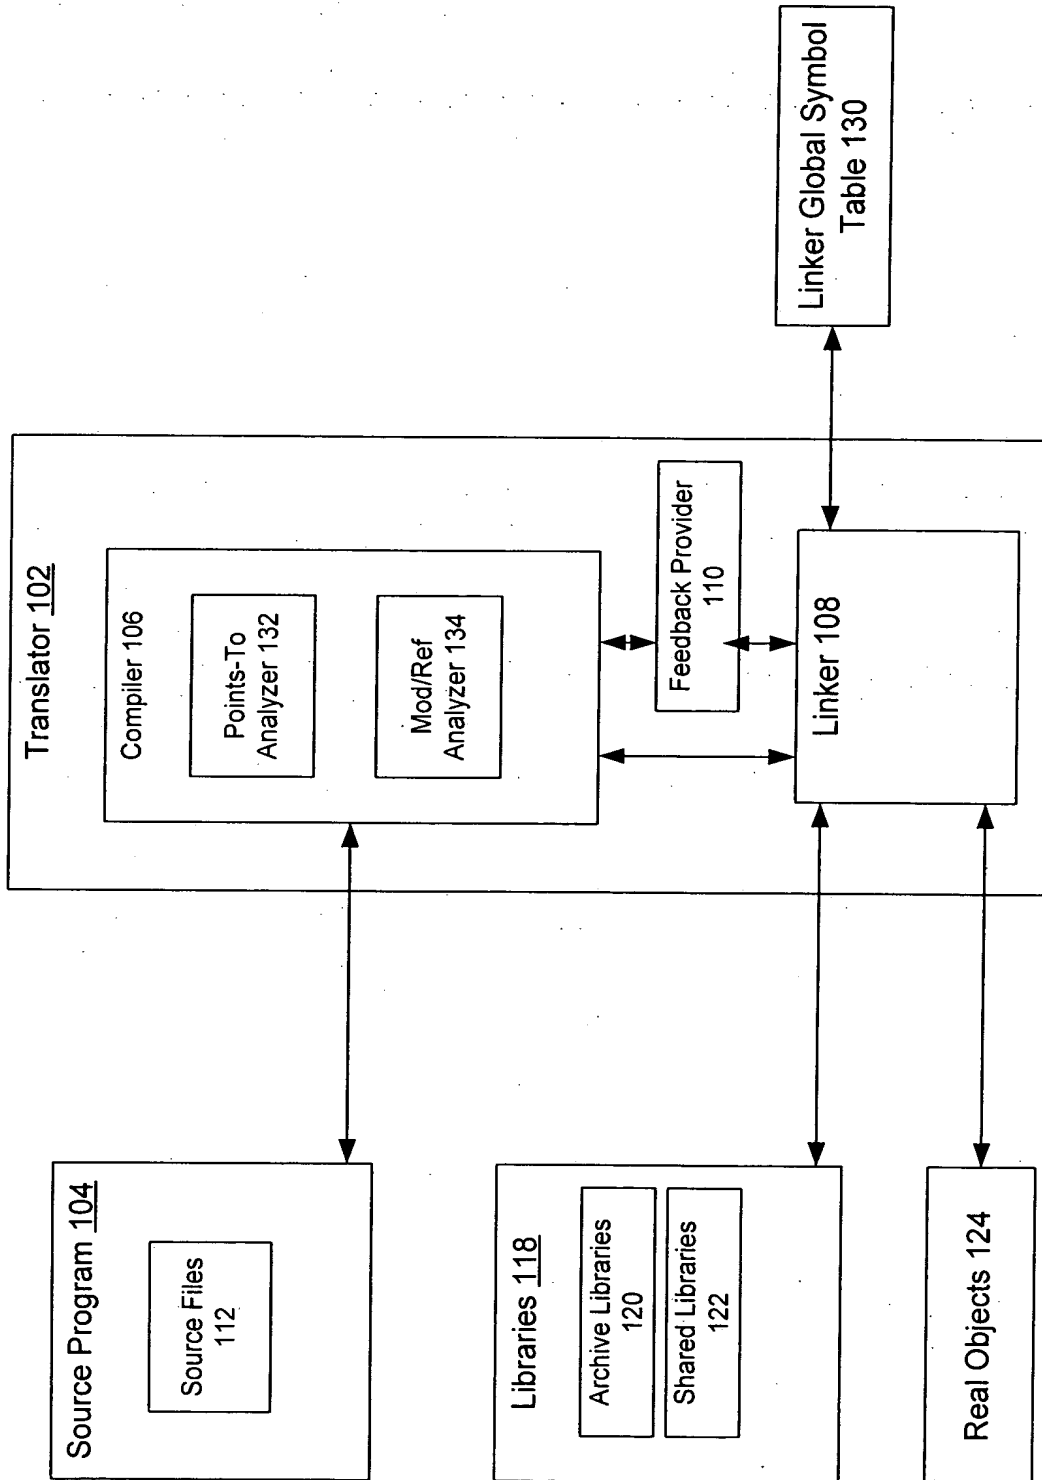 Source Program 104
Source Files
112
Libraries 118
Archive Libraries
120
Shared Libraries
122
Real Objects 124
Translator 102
Compiler 106
Points-To
Analyzer 132
Mod/Ref
Analyzer 134
Feedback Provider
110
Linker 108
Linker Global Symbol
Table 130